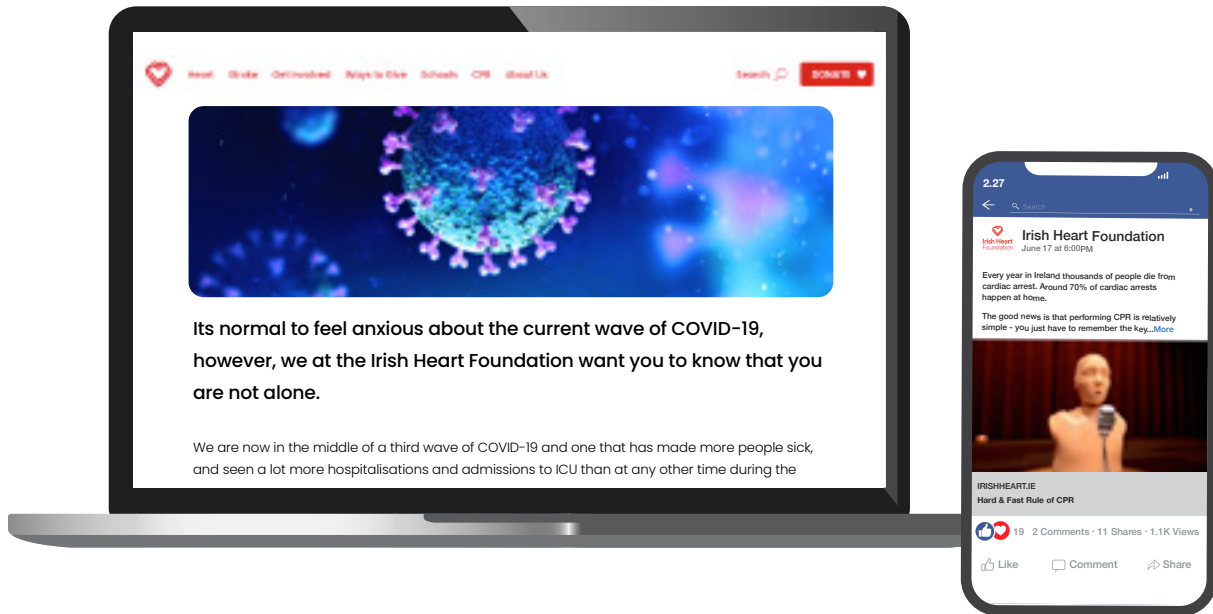 Heart Stroke Get Involved Ways to Give Schools CPR About Us Search DONATE
Its normal to feel anxious about the current wave of COVID-19,
however, we at the Irish Heart Foundation want you to know that you
are not alone.
We are now in the middle of a third wave of COVID-19 and one that has made more people sick,
and seen a lot more hospitalisations and admissions to ICU than at any other time during the
2.27
Search
Irish Heart
Foundation
Irish Heart Foundation
June 17 at 6:00PM
Every year in Ireland thousands of people die from
cardiac arrest. Around 70% of cardiac arrests
happen at home.
The good news is that performing CPR is relatively
simple - you just have to remember the key...More
IRISHHEART.IE
Hard & Fast Rule of CPR
19 2 Comments · 11 Shares · 1.1K Views
Like Comment Share